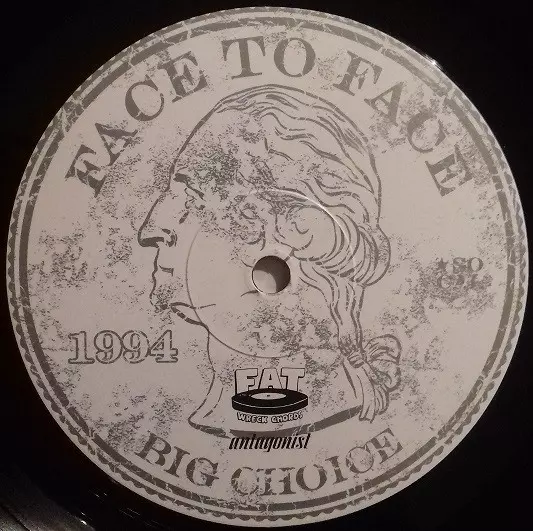 FACE TO FACE
1994
FAT
WRECK CHORDS
antagonist
BIG CHOICE